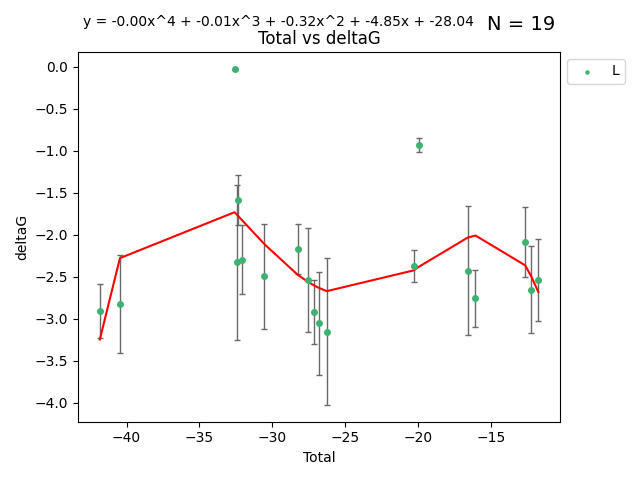 y = -0.00x^4 + -0.01x^3 + -0.32x^2 + -4.85x + -28.04
N = 19
Total vs deltaG
L
0.0
−0.5
−1.0
−1.5
−2.0
−2.5
−3.0
−3.5
−4.0
deltaG
−40
−35
−30
−25
−20
−15
Total